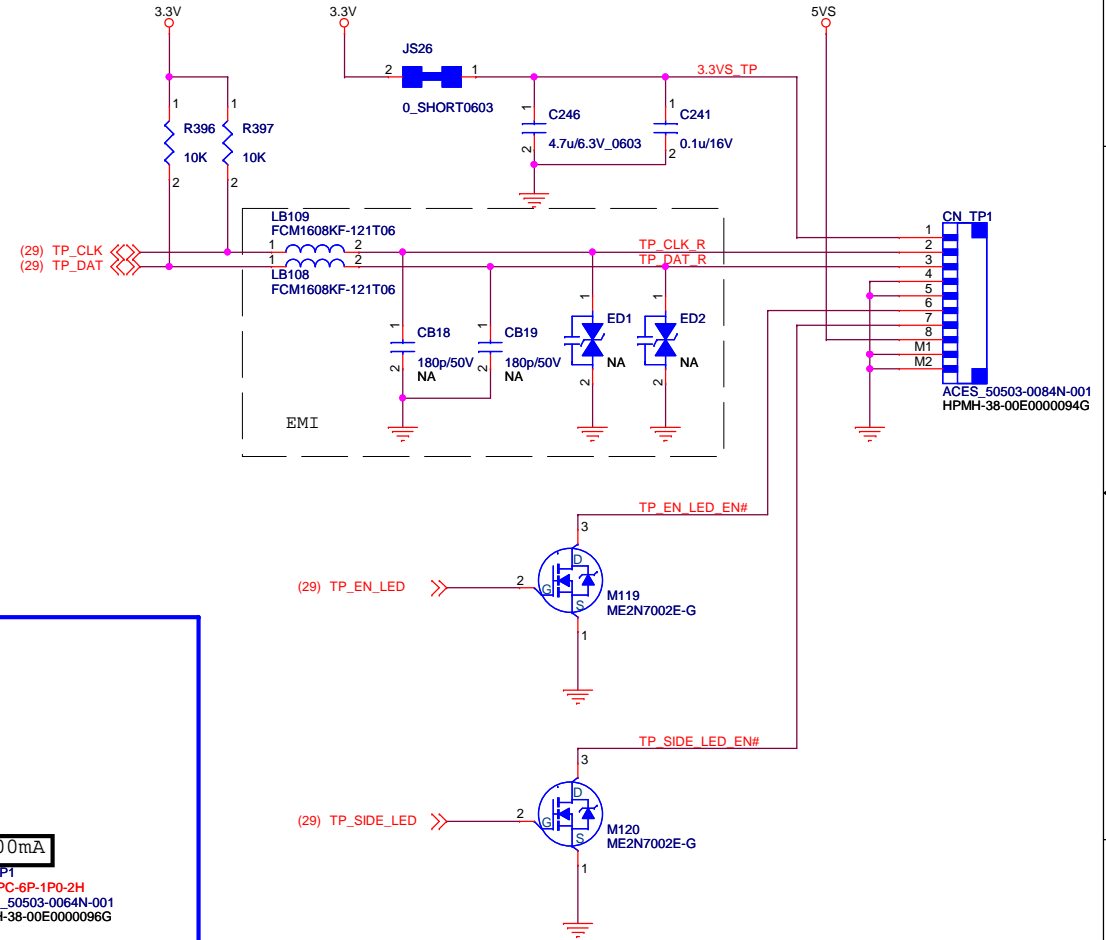 3.3V
3.3V
5VS
JS26
2
1
3.3VS_TP
0_SHORT0603
1
R396
10K
2
1
R397
10K
2
1
C246
4.7u/6.3V_0603
2
1
C241
0.1u/16V
2
LB109
FCM1608KF-121T06
(29) TP_CLK
1
2
TP_CLK_R
(29) TP_DAT
1
2
TP_DAT_R
LB108
FCM1608KF-121T06
CN_TP1
1
2
3
4
5
6
7
8
M1
M2
ACES_50503-0084N-001
HPMH-38-00E0000094G
1
CB18
180p/50V
NA
2
1
CB19
180p/50V
NA
2
1
ED1
NA
2
1
ED2
NA
2
EMI
TP_EN_LED_EN#
3
D
(29) TP_EN_LED
2
G
S
M119
ME2N7002E-G
1
TP_SIDE_LED_EN#
3
D
(29) TP_SIDE_LED
2
G
S
M120
ME2N7002E-G
1
00mA
P1
PC-6P-1P0-2H
_50503-0064N-001
H-38-00E0000096G